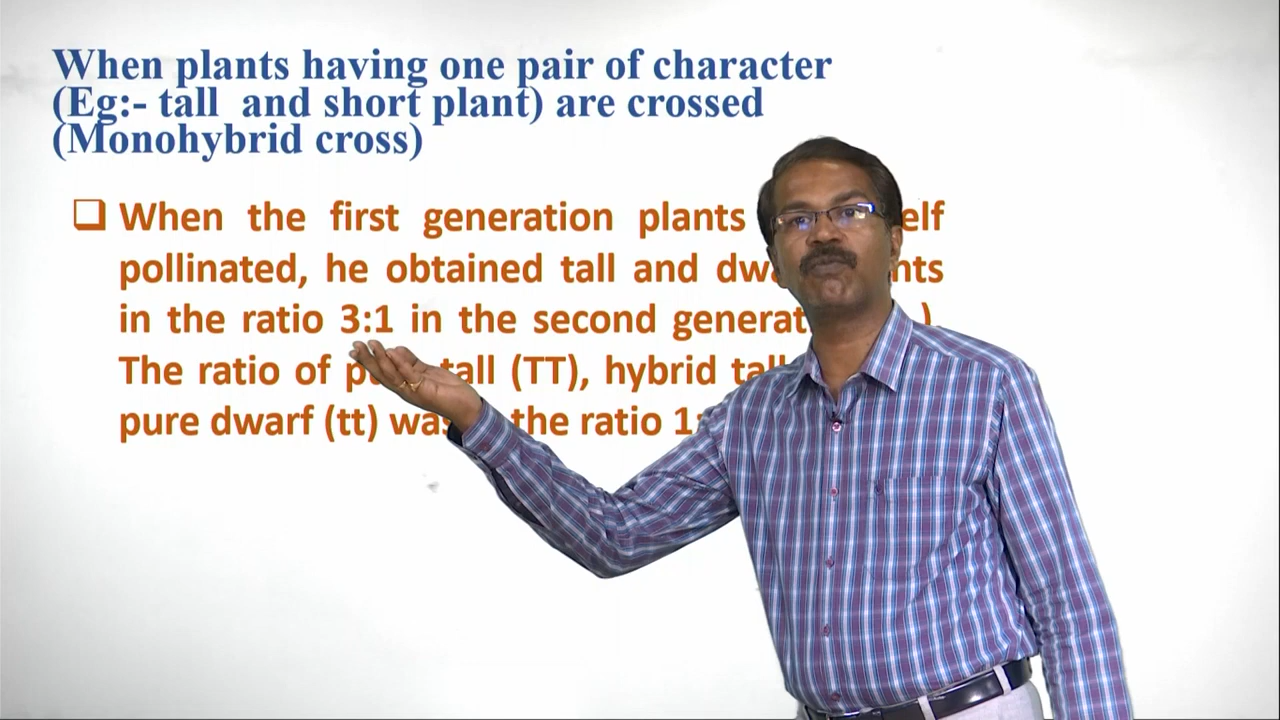 When plants having one pair of character
(Eg:- tall and short plant) are crossed
(Monohybrid cross)
When the first generation plants
pollinated, he obtained tall and
in the ratio 3:1 in the second
The ratio of tall (TT), hybrid
pure dwarf (tt) the ratio